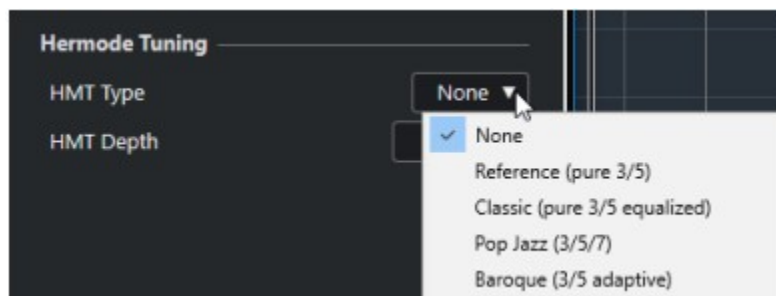 Hermode Tuning
HMT Type
None
HMT Depth
None
Reference (pure 3/5)
Classic (pure 3/5 equalized)
Pop Jazz (3/5/7)
Baroque (3/5 adaptive)